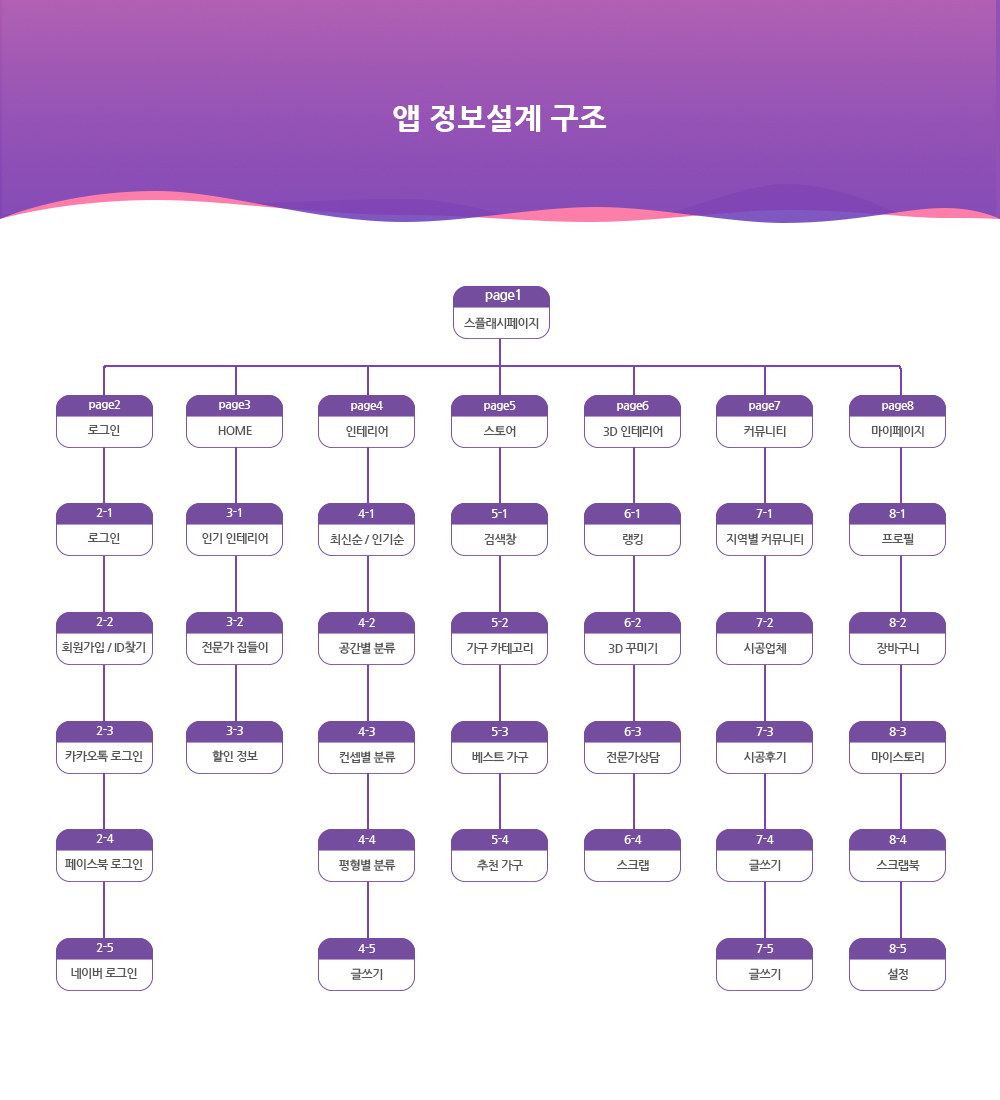 앱 정보설계 구조
page1
스플래시페이지
page2
로그인
page3
HOME
page4
인테리어
page5
스토어
page6
3D 인테리어
page7
커뮤니티
page8
마이페이지
2-1
로그인
3-1
인기 인테리어
4-1
최신순 / 인기순
5-1
검색창
6-1
랭킹
7-1
지역별 커뮤니티
8-1
프로필
2-2
회원가입 / ID찾기
3-2
전문가 집들이
4-2
공간별 분류
5-2
가구 카테고리
6-2
3D 꾸미기
7-2
시공업체
8-2
장바구니
2-3
카카오톡 로그인
3-3
할인 정보
4-3
컨셉별 분류
5-3
베스트 가구
6-3
전문가상담
7-3
시공후기
8-3
마이스토리
2-4
페이스북 로그인
4-4
평형별 분류
5-4
추천 가구
6-4
스크랩
7-4
글쓰기
8-4
스크랩북
2-5
네이버 로그인
4-5
글쓰기
7-5
글쓰기
8-5
설정